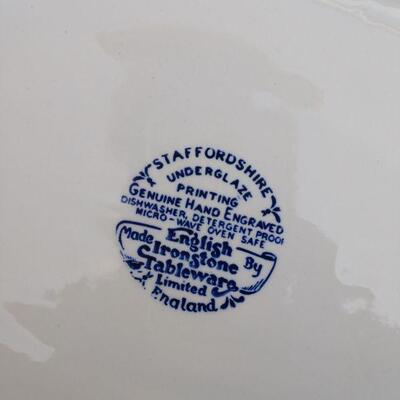 STAFFORDSHIRE
UNDERGLAZE
PRINTING
GENUINE HAND ENGRAVED
DISHWASHER, DETERGENT PROOF
MICRO-WAVE OVEN SAFE
Made English By
Ironstone
Tableware
Limited
England